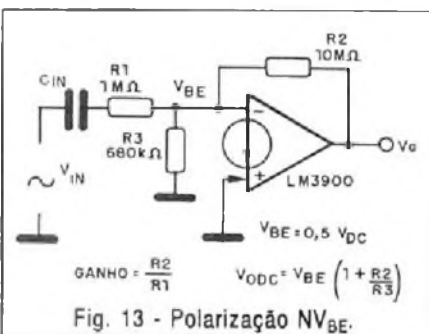 R2
10MΩ
CIN
R1
1MΩ
VBE
R3
680kΩ
VIN
-
+
LM3900
Vo
VBE=0,5 VDC
GANHO=R2/R1
VODC=VBE(1+R2/R3)
Fig. 13 - Polarização NVBE.